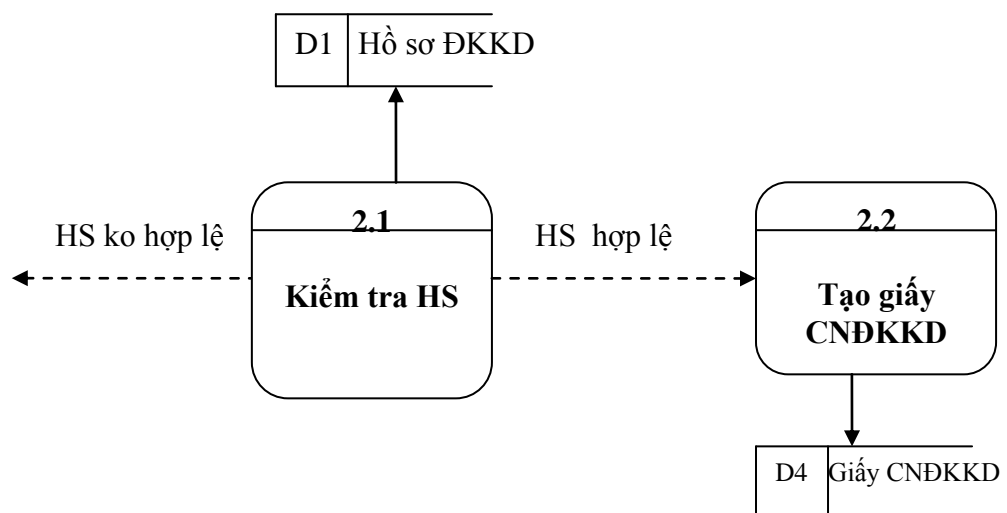 D1 Hồ sơ ĐKKD
2.1
2.2
HS ko hợp lệ
HS hợp lệ
Kiểm tra HS
Tạo giấy
CNĐKKD
D4 Giấy CNĐKKD